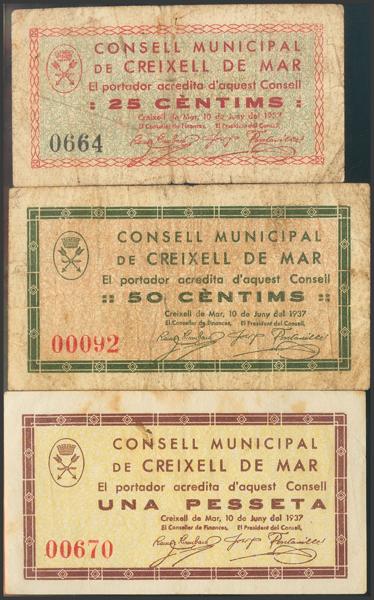 CONSELL MUNICIPAL
DE CREIXELL DE MAR
El portador acredita d'aquest Consell
: 25 CÈNTIMS :
Creixell de Mar, 10 de Juny del 1937
El Conseller de Finances, El President del Consell,
0664
CONSELL MUNICIPAL
DE CREIXELL DE MAR
El portador acredita d'aquest Consell
:: 50 CÈNTIMS ::
Creixell de Mar, 10 de Juny del 1937
El Conseller de Finances, El President del Consell,
00092
CONSELL MUNICIPAL
DE CREIXELL DE MAR
El portador acredita d'aquest Consell
UNA PESSETA
Creixell de Mar, 10 de Juny del 1937
El Conseller de Finances, El President del Consell,
00670